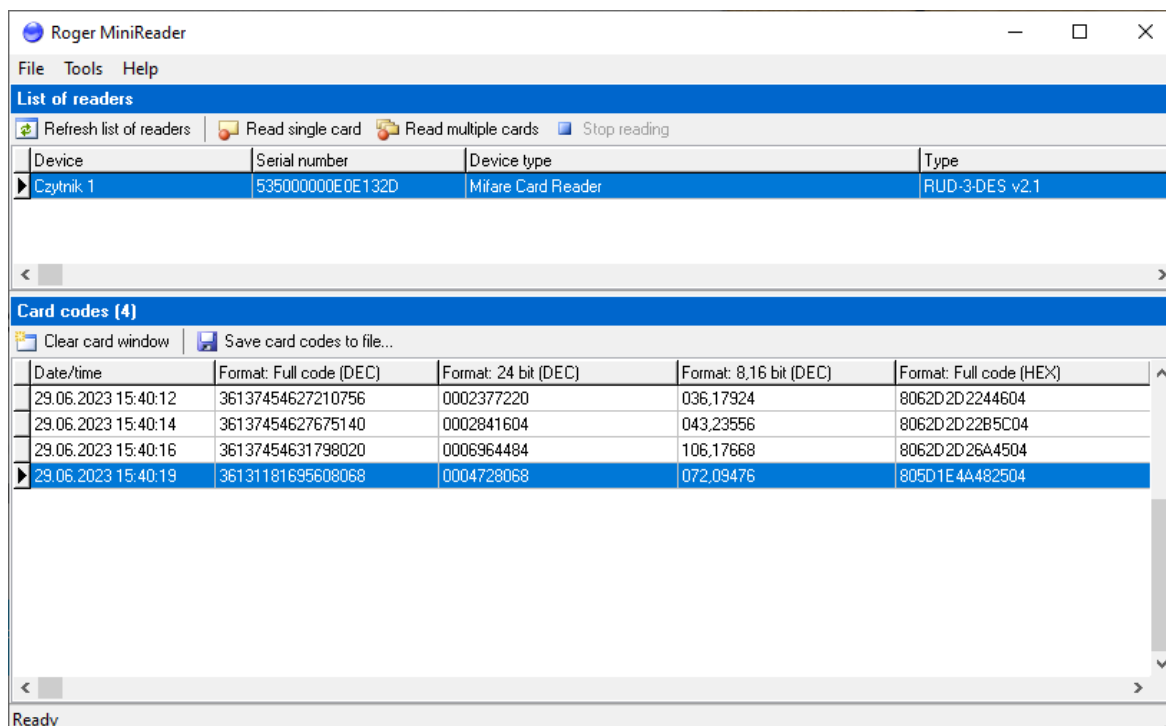 Roger MiniReader
File Tools Help
List of readers
Refresh list of readers Read single card Read multiple cards Stop reading
Device Serial number Device type Type
Czytnik 1 535000000E0E132D Mifare Card Reader RUD-3-DES v2.1
Card codes (4)
Clear card window Save card codes to file...
Date/time Format: Full code (DEC) Format: 24 bit (DEC) Format: 8,16 bit (DEC) Format: Full code (HEX)
29.06.2023 15:40:12 36137454627210756 0002377220 036,17924 8062D2D2244604
29.06.2023 15:40:14 36137454627675140 0002841604 043,23556 8062D2D22B5C04
29.06.2023 15:40:16 36137454631798020 0006964484 106,17668 8062D2D26A4504
29.06.2023 15:40:19 36131181695608068 0004728068 072,09476 805D1E4A482504
Ready